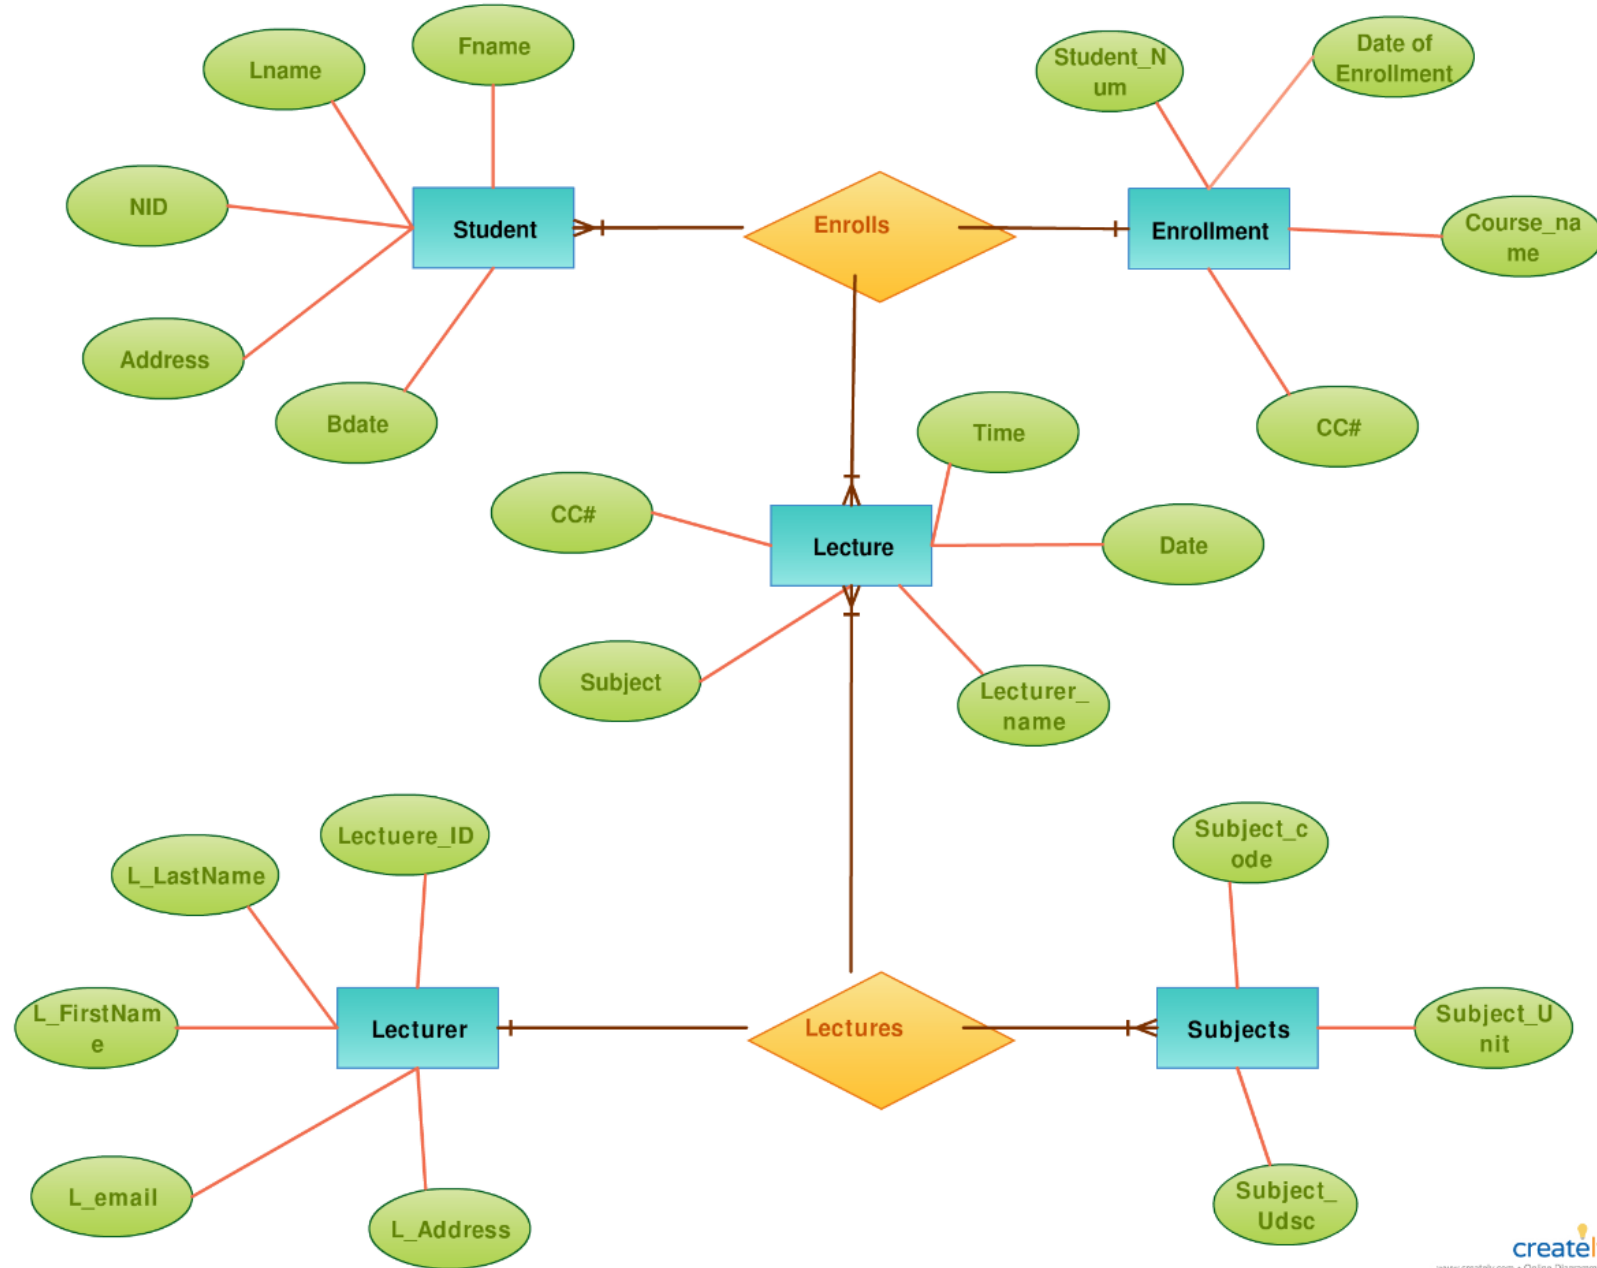 Fname
Lname
Student_N
um
Date of
Enrollment
NID
Student
Enrolls
Enrollment
Course_na
me
Address
Bdate
Time
CC#
CC#
Lecture
Date
Subject
Lecturer_
name
Lectuere_ID
L_LastName
Subject_c
ode
L_FirstNam
e
Lecturer
Lectures
Subjects
Subject_U
nit
L_email
L_Address
Subject_
Udsc
createl